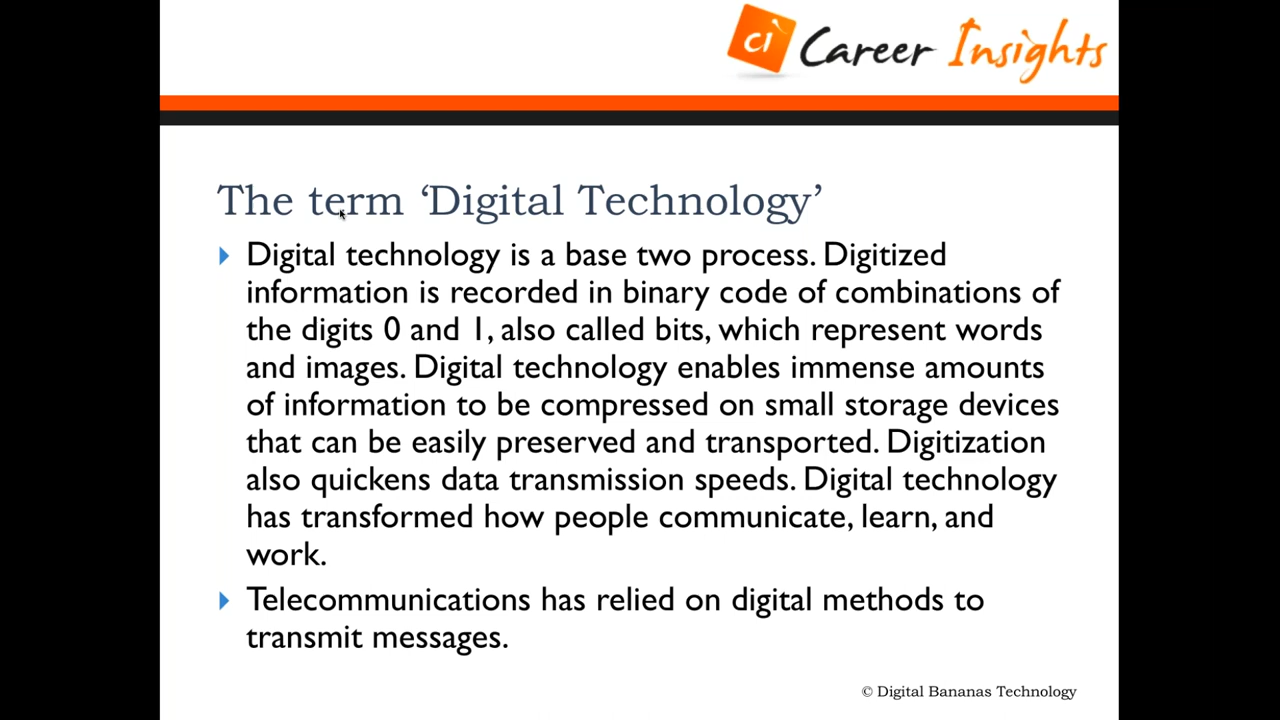 ci Career Insights
The term ‘Digital Technology’
Digital technology is a base two process. Digitized
information is recorded in binary code of combinations of
the digits 0 and 1, also called bits, which represent words
and images. Digital technology enables immense amounts
of information to be compressed on small storage devices
that can be easily preserved and transported. Digitization
also quickens data transmission speeds. Digital technology
has transformed how people communicate, learn, and
work.
Telecommunications has relied on digital methods to
transmit messages.
© Digital Bananas Technology